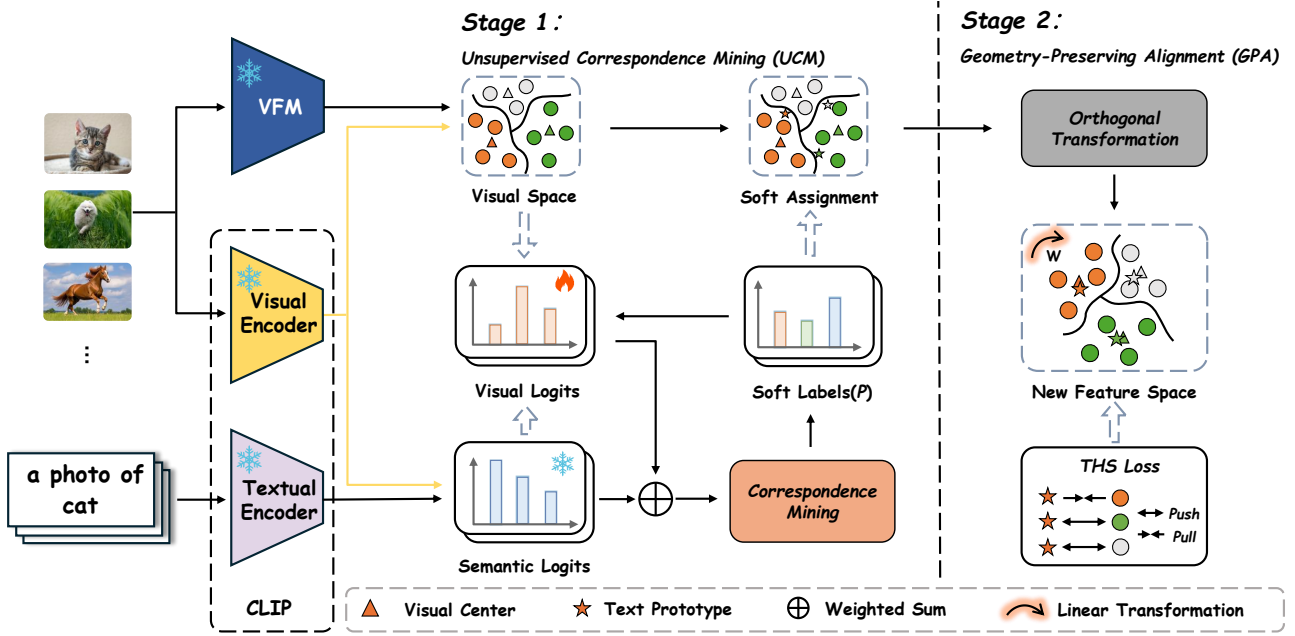 Stage 1:
Unsupervised Correspondence Mining (UCM)
Stage 2:
Geometry-Preserving Alignment (GPA)
VFM
Visual Space
Soft Assignment
Orthogonal
Transformation
W
Visual
Encoder
Visual Logits
Soft Labels(P)
New Feature Space
...
a photo of
cat
Textual
Encoder
Semantic Logits
Correspondence
Mining
THS Loss
Push
Pull
CLIP
Visual Center
Text Prototype
Weighted Sum
Linear Transformation